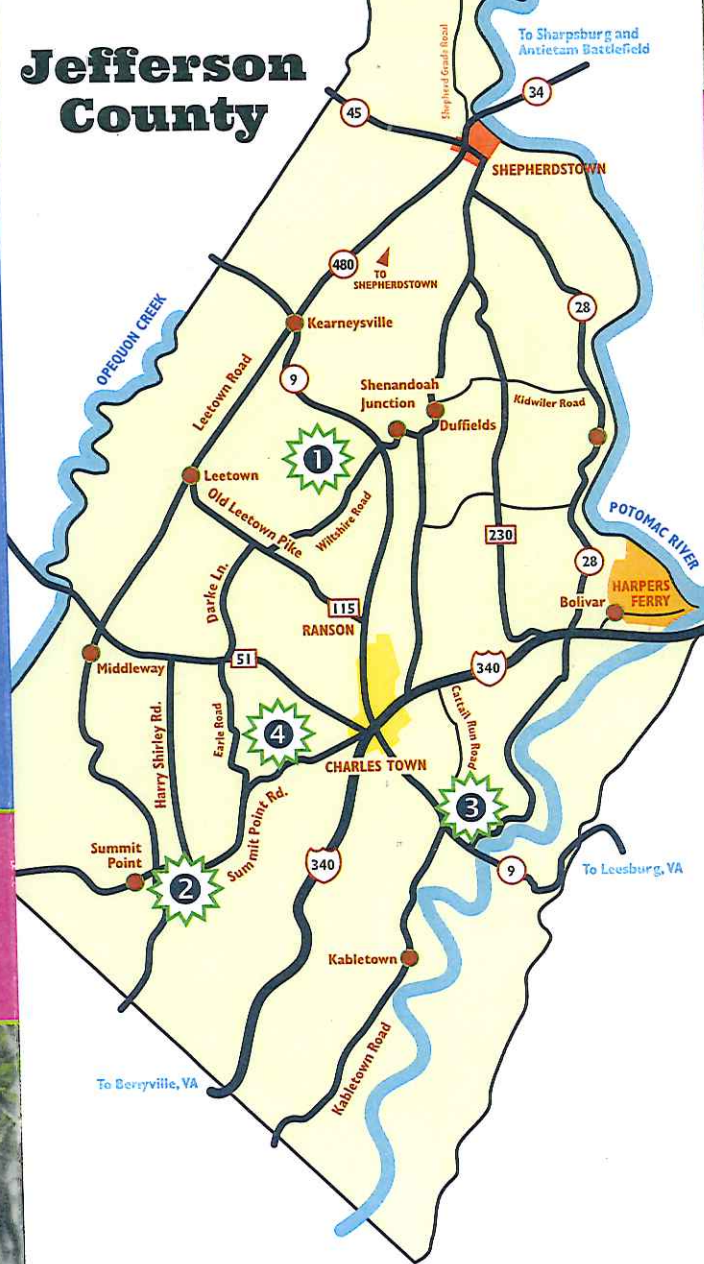 Jefferson
County
To Sharpsburg and
Antietam Battlefield
Shepherd Grade Road
34
45
SHEPHERDSTOWN
480
TO
SHEPHERDSTOWN
OPEQUON CREEK
Kearneysville
28
9
Leetown Road
Shenandoah
Junction
Kidwiler Road
Duffields
1
Leetown
Old Leetown Pike
Wiltshire Road
230
POTOMAC RIVER
28
HARPERS
FERRY
Bolivar
Darke Ln.
115
RANSON
51
Middleway
340
Harry Shirley Rd.
Earle Road
4
Cattail Run Road
CHARLES TOWN
3
Summit Point Rd.
Summit
Point
2
340
9
To Leesburg, VA
Kabletown
Kabletown Road
To Berryville, VA